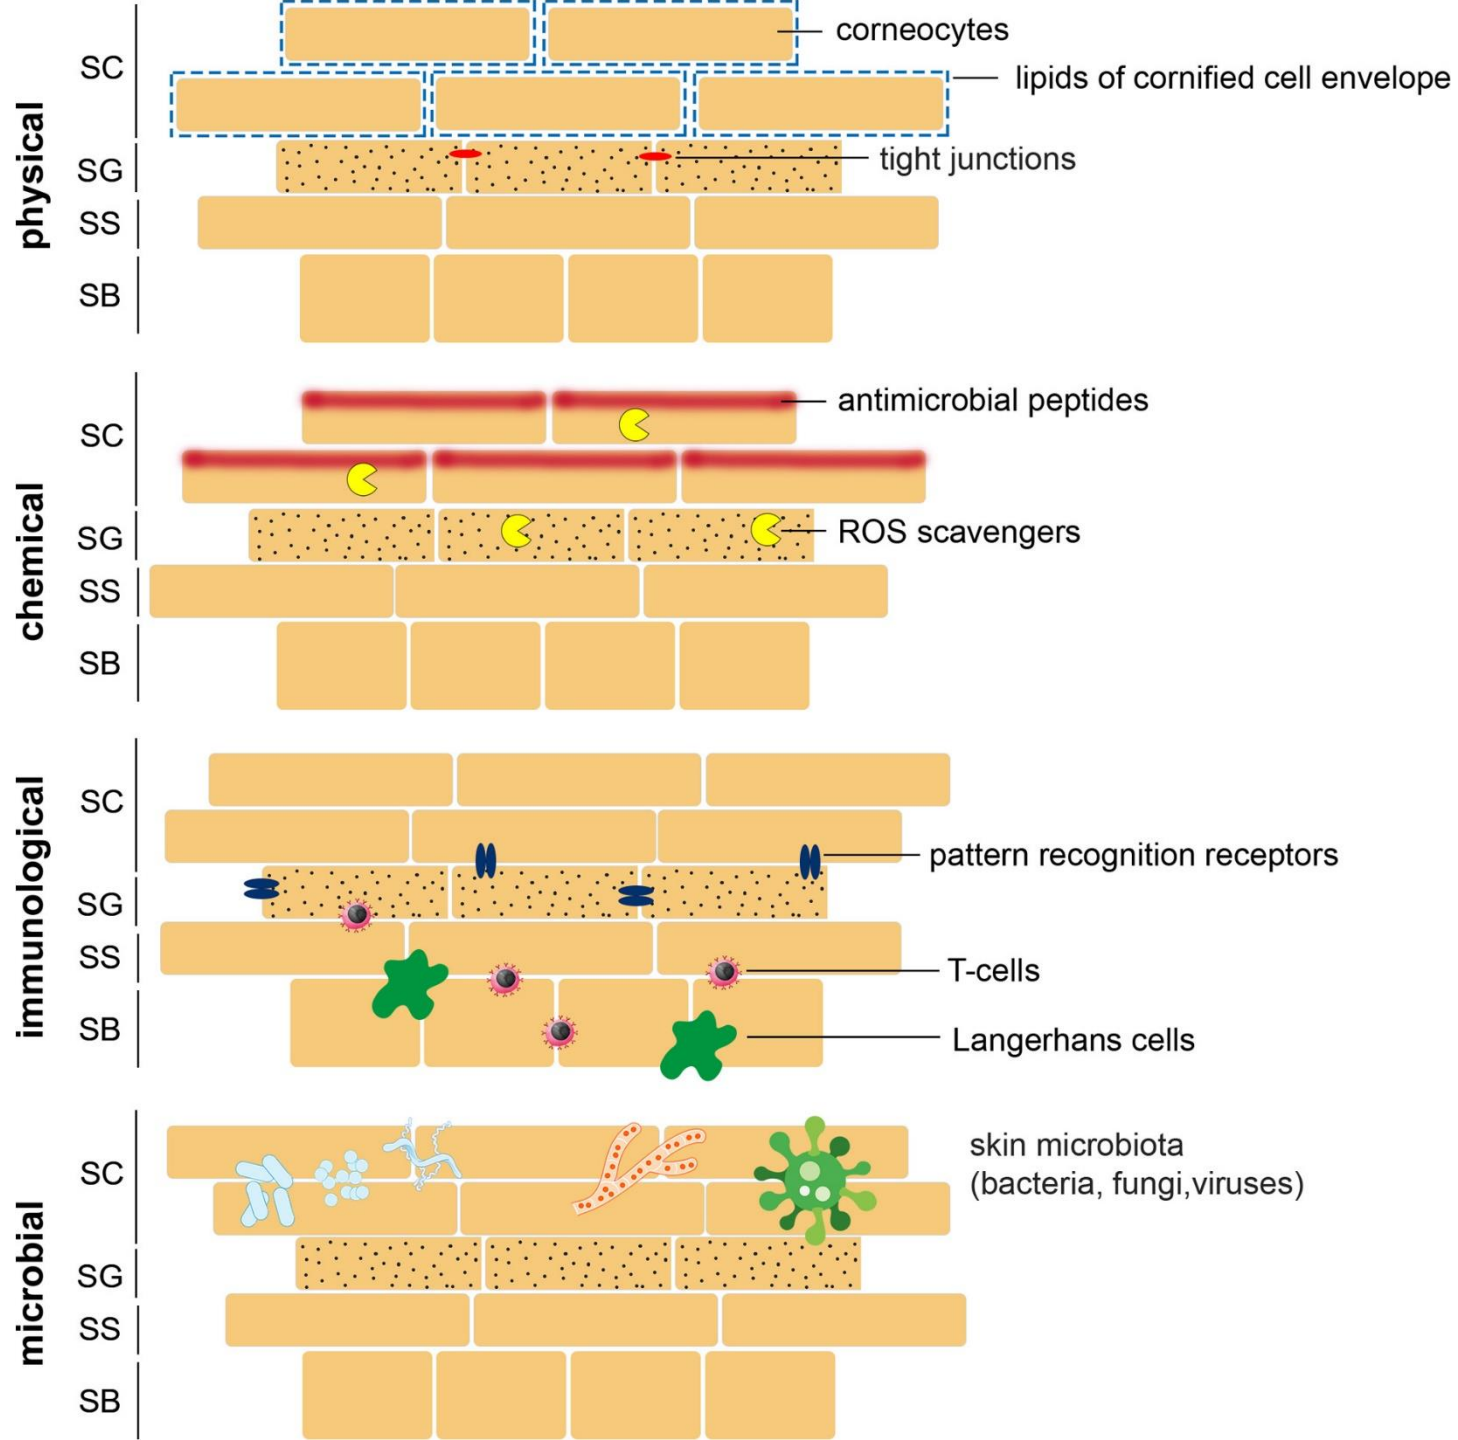 physical
SC
corneocytes
lipids of cornified cell envelope
SG
tight junctions
SS
SB
chemical
SC
antimicrobial peptides
SG
ROS scavengers
SS
SB
immunological
SC
pattern recognition receptors
SG
SS
T-cells
SB
Langerhans cells
microbial
SC
skin microbiota
(bacteria, fungi,viruses)
SG
SS
SB